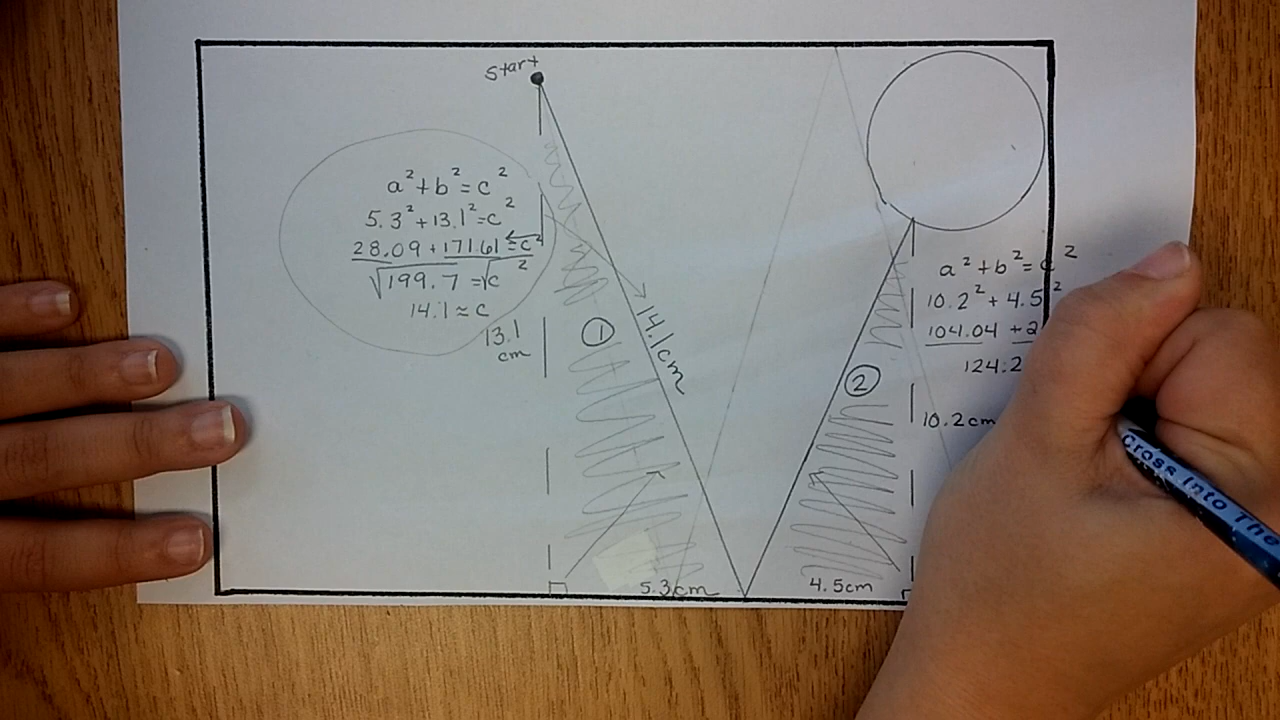 Start
a² + b² = c²
5.3² + 13.1² = c²
28.09 + 171.61 = c²
√199.7 = √c²
14.1 ≈ c
13.1
cm
①
14.1cm
5.3cm
②
4.5cm
a² + b² = c²
10.2² + 4.5²
104.04 + 2
124.2
10.2cm
Cross Into The